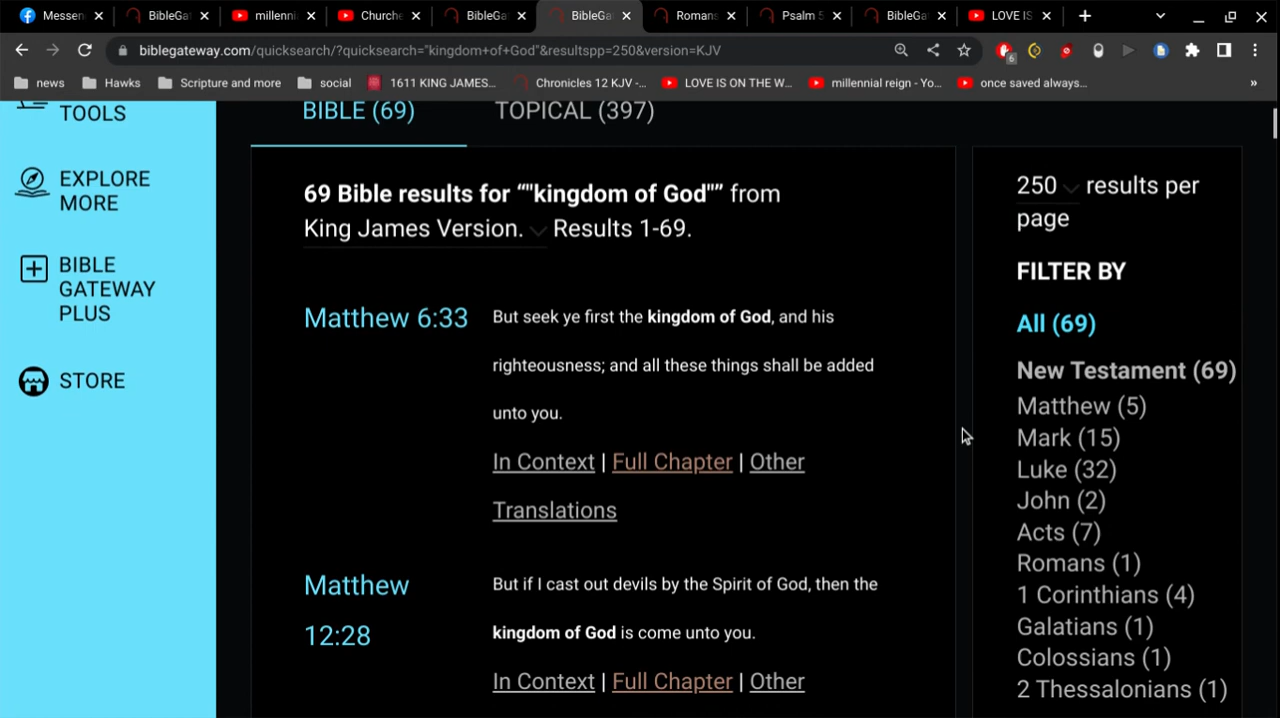 Messen
BibleGat
millenni
Churche
BibleGa
BibleGa
Romans
Psalm 5
BibleGa
LOVE IS
biblegateway.com/quicksearch/?quicksearch="kingdom+of+God"&resultspp=250&version=KJV
6
news
Hawks
Scripture and more
social
1611 KING JAMES...
Chronicles 12 KJV -...
LOVE IS ON THE W...
millennial reign - Yo...
once saved always...
»
TOOLS
EXPLORE
MORE
BIBLE
GATEWAY
PLUS
STORE
BIBLE (69)
TOPICAL (397)
69 Bible results for “"kingdom of God"” from
King James Version. Results 1-69.
Matthew 6:33
But seek ye first the kingdom of God, and his
righteousness; and all these things shall be added
unto you.
In Context | Full Chapter | Other
Translations
Matthew
12:28
But if I cast out devils by the Spirit of God, then the
kingdom of God is come unto you.
In Context | Full Chapter | Other
250 results per
page
FILTER BY
All (69)
New Testament (69)
Matthew (5)
Mark (15)
Luke (32)
John (2)
Acts (7)
Romans (1)
1 Corinthians (4)
Galatians (1)
Colossians (1)
2 Thessalonians (1)